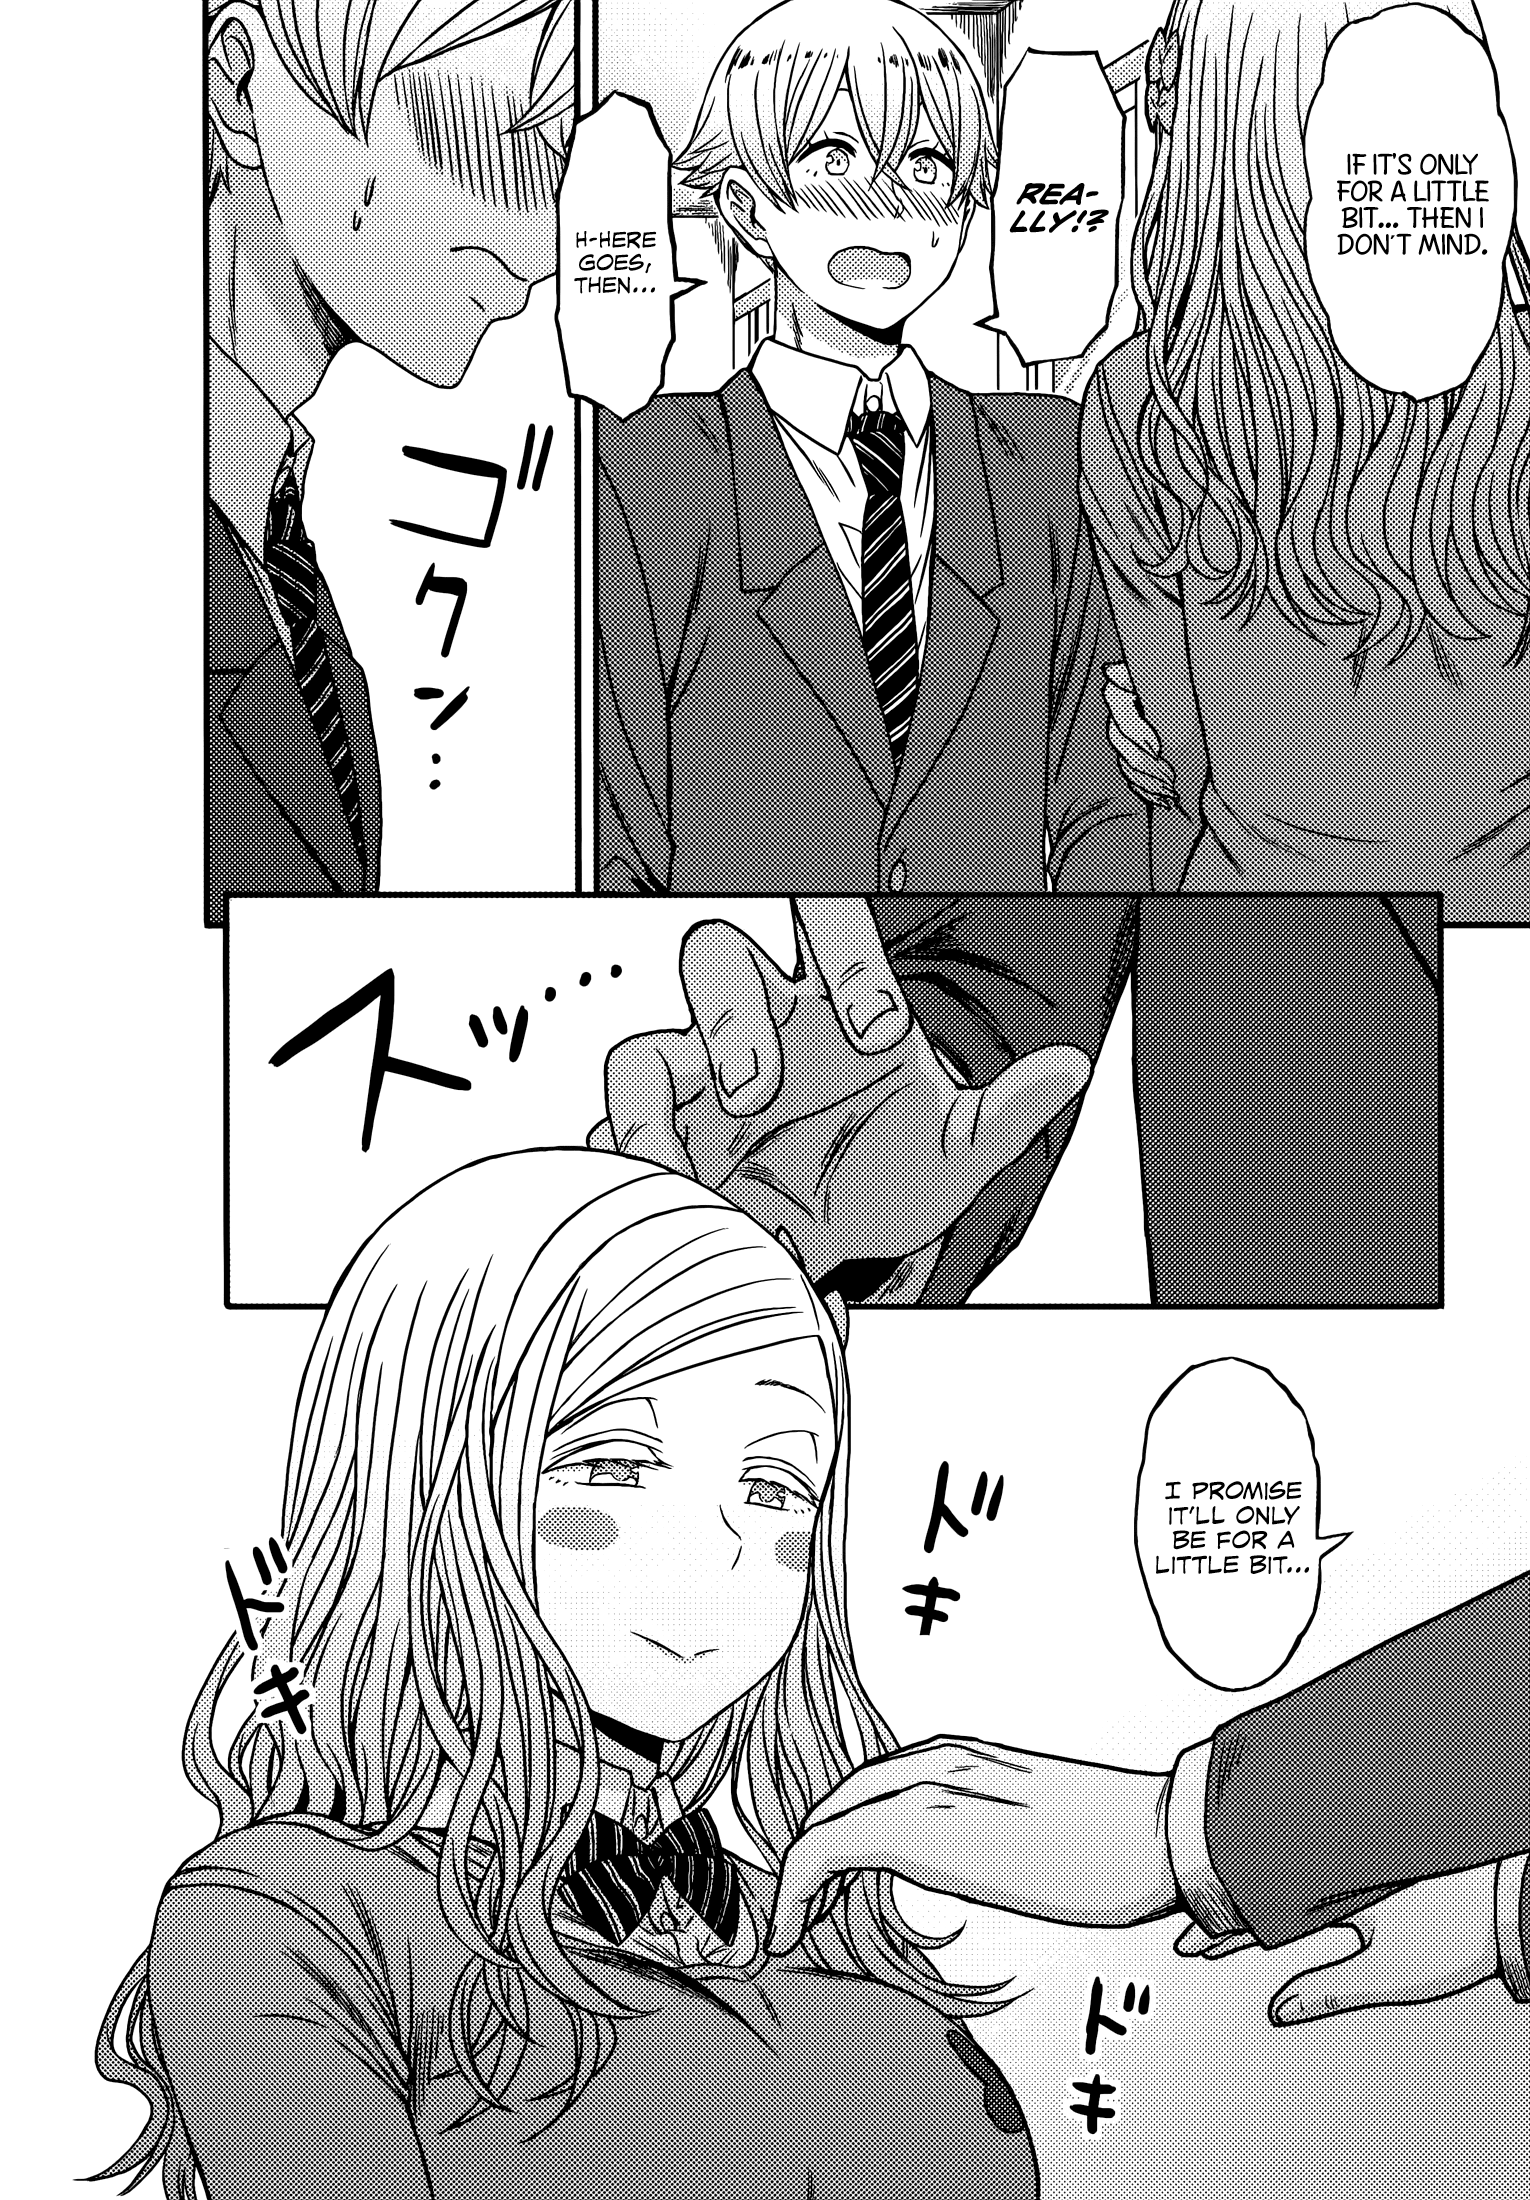 IF IT'S ONLY
FOR A LITTLE
BIT... THEN I
DON'T MIND.
REA-
LLY!?
H-HERE
GOES,
THEN...
ゴクン…
スッ…
I PROMISE
IT'LL ONLY
BE FOR A
LITTLE BIT...
ドキ
ドキ
ドキ